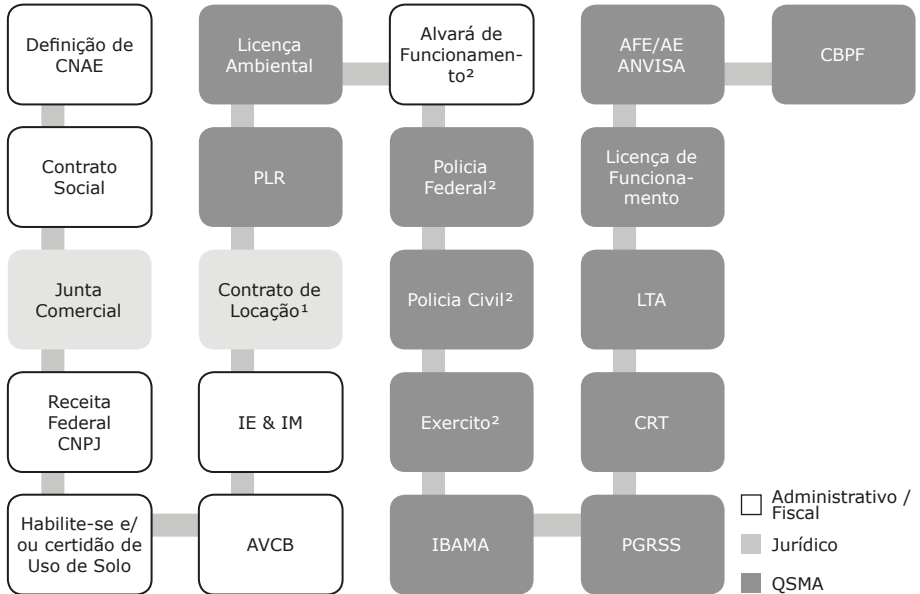 Definição de
CNAE
Contrato
Social
Junta
Comercial
Receita
Federal
CNPJ
Habilite-se e/
ou certidão de
Uso de Solo
AVCB
IE & IM
Contrato de
Locação¹
PLR
Licença
Ambiental
Alvará de
Funcionamen-
to²
Policia
Federal²
Policia Civil²
Exercito²
IBAMA
PGRSS
CRT
LTA
Licença de
Funciona-
mento
AFE/AE
ANVISA
CBPF
Administrativo /
Fiscal
Jurídico
QSMA